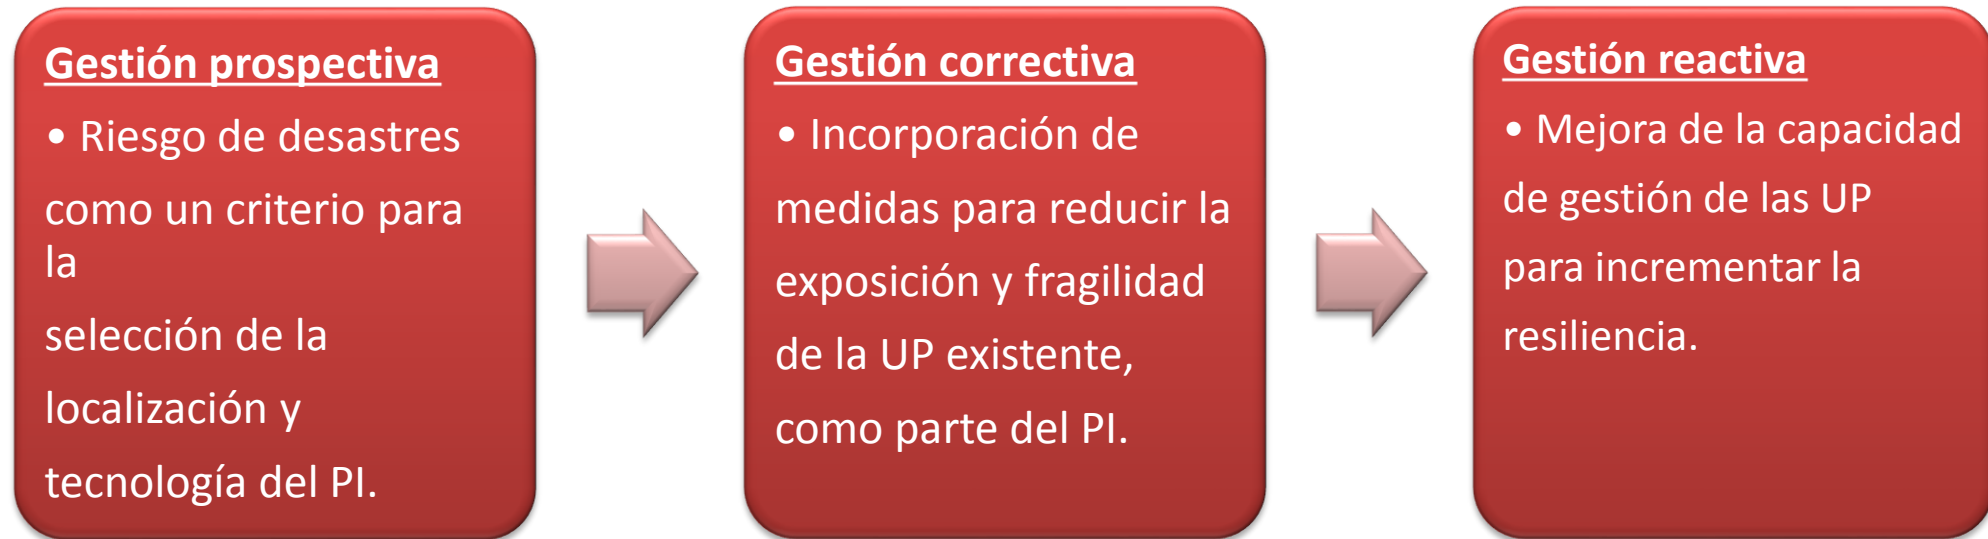 Gestión prospectiva
• Riesgo de desastres
como un criterio para
la
selección de la
localización y
tecnología del PI.
Gestión correctiva
• Incorporación de
medidas para reducir la
exposición y fragilidad
de la UP existente,
como parte del PI.
Gestión reactiva
• Mejora de la capacidad
de gestión de las UP
para incrementar la
resiliencia.